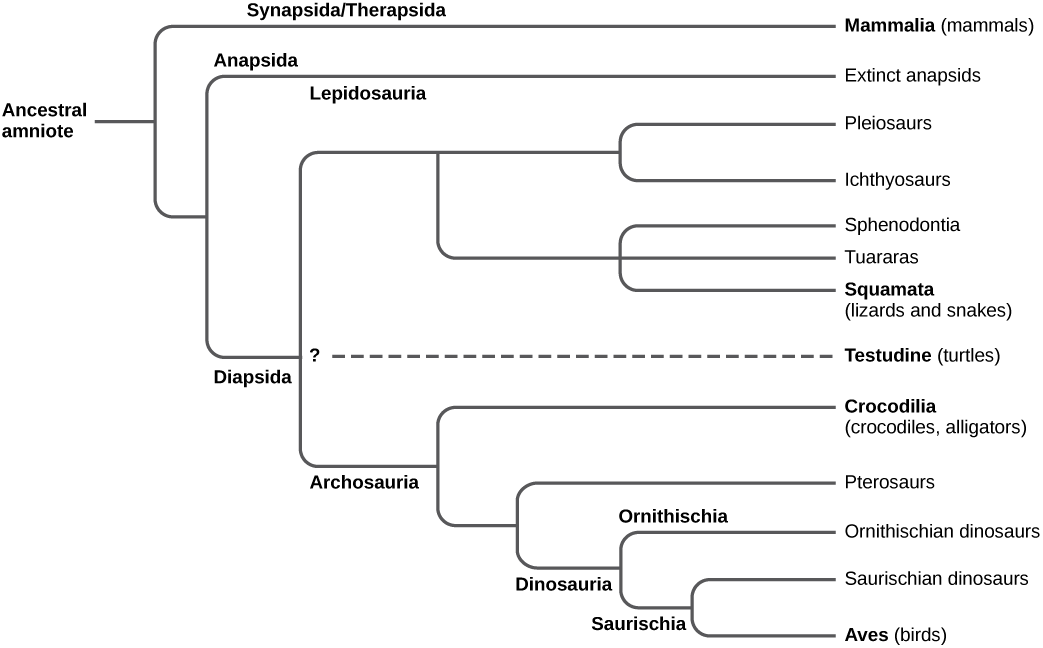 Synapsida/Therapsida
Mammalia (mammals)
Anapsida
Extinct anapsids
Lepidosauria
Ancestral
amniote
Pleiosaurs
Ichthyosaurs
Sphenodontia
Tuararas
Squamata
(lizards and snakes)
?
Testudine (turtles)
Diapsida
Crocodilia
(crocodiles, alligators)
Archosauria
Pterosaurs
Ornithischia
Ornithischian dinosaurs
Dinosauria
Saurischian dinosaurs
Saurischia
Aves (birds)